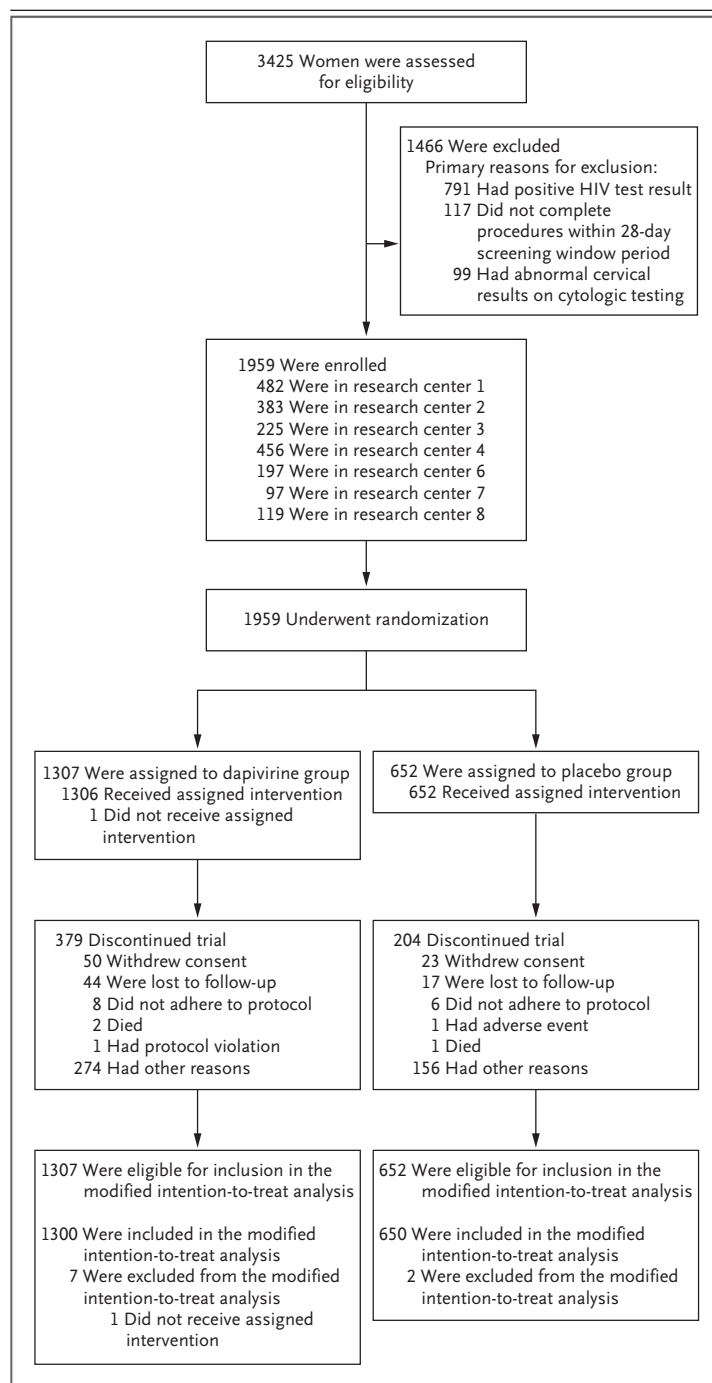 3425 Women were assessed
for eligibility
1466 Were excluded
Primary reasons for exclusion:
791 Had positive HIV test result
117 Did not complete
procedures within 28-day
screening window period
99 Had abnormal cervical
results on cytologic testing
1959 Were enrolled
482 Were in research center 1
383 Were in research center 2
225 Were in research center 3
456 Were in research center 4
197 Were in research center 6
97 Were in research center 7
119 Were in research center 8
1959 Underwent randomization
1307 Were assigned to dapivirine group
1306 Received assigned intervention
1 Did not receive assigned
intervention
652 Were assigned to placebo group
652 Received assigned intervention
379 Discontinued trial
50 Withdrew consent
44 Were lost to follow-up
8 Did not adhere to protocol
2 Died
1 Had protocol violation
274 Had other reasons
204 Discontinued trial
23 Withdrew consent
17 Were lost to follow-up
6 Did not adhere to protocol
1 Had adverse event
1 Died
156 Had other reasons
1307 Were eligible for inclusion in the
modified intention-to-treat analysis
1300 Were included in the modified
intention-to-treat analysis
7 Were excluded from the modified
intention-to-treat analysis
1 Did not receive assigned
intervention
652 Were eligible for inclusion in the
modified intention-to-treat analysis
650 Were included in the modified
intention-to-treat analysis
2 Were excluded from the modified
intention-to-treat analysis